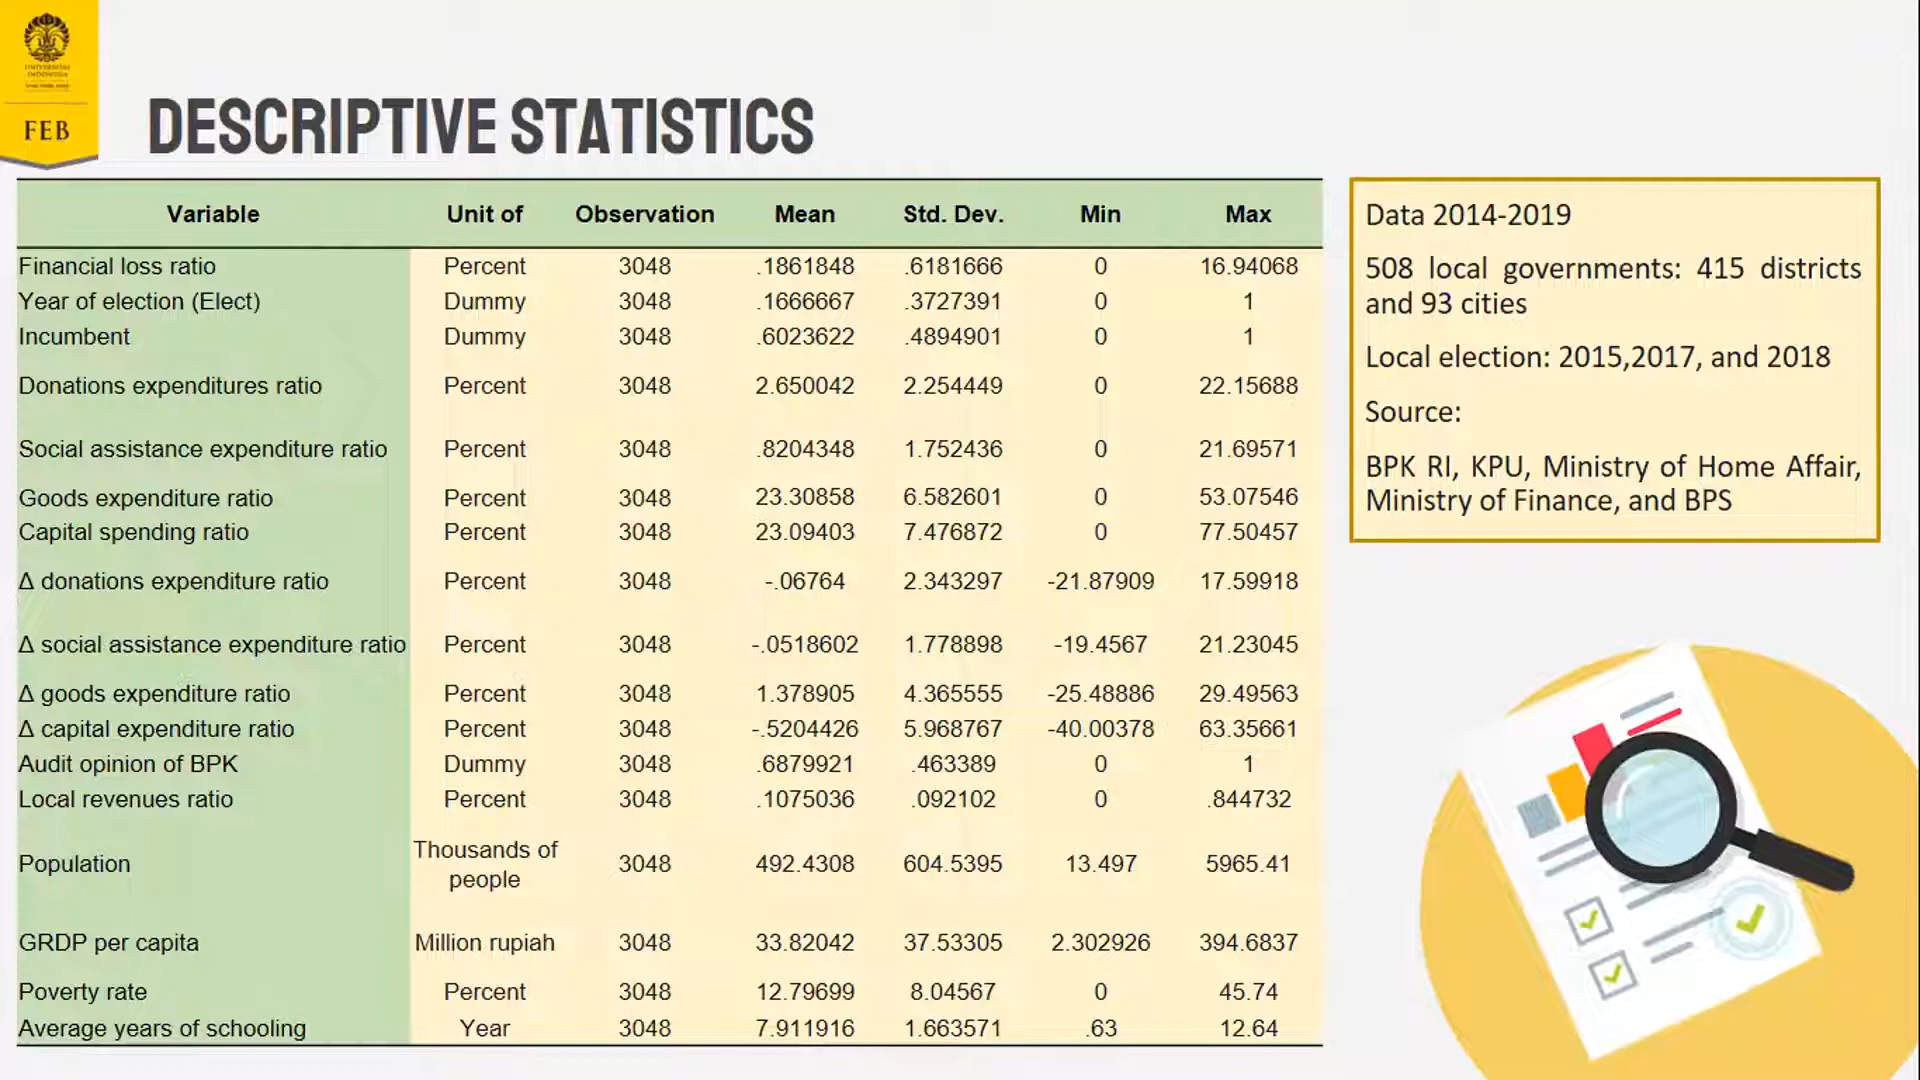 UNIVERSITAS
INDONESIA
FEB
DESCRIPTIVE STATISTICS
Variable Unit of Observation Mean Std. Dev. Min Max
Financial loss ratio Percent 3048 .1861848 .6181666 0 16.94068
Year of election (Elect) Dummy 3048 .1666667 .3727391 0 1
Incumbent Dummy 3048 .6023622 .4894901 0 1
Donations expenditures ratio Percent 3048 2.650042 2.254449 0 22.15688
Social assistance expenditure ratio Percent 3048 .8204348 1.752436 0 21.69571
Goods expenditure ratio Percent 3048 23.30858 6.582601 0 53.07546
Capital spending ratio Percent 3048 23.09403 7.476872 0 77.50457
Δ donations expenditure ratio Percent 3048 -.06764 2.343297 -21.87909 17.59918
Δ social assistance expenditure ratio Percent 3048 -.0518602 1.778898 -19.4567 21.23045
Δ goods expenditure ratio Percent 3048 1.378905 4.365555 -25.48886 29.49563
Δ capital expenditure ratio Percent 3048 -.5204426 5.968767 -40.00378 63.35661
Audit opinion of BPK Dummy 3048 .6879921 .463389 0 1
Local revenues ratio Percent 3048 .1075036 .092102 0 .844732
Population Thousands of people 3048 492.4308 604.5395 13.497 5965.41
GRDP per capita Million rupiah 3048 33.82042 37.53305 2.302926 394.6837
Poverty rate Percent 3048 12.79699 8.04567 0 45.74
Average years of schooling Year 3048 7.911916 1.663571 .63 12.64
Data 2014-2019
508 local governments: 415 districts
and 93 cities
Local election: 2015,2017, and 2018
Source:
BPK RI, KPU, Ministry of Home Affair,
Ministry of Finance, and BPS